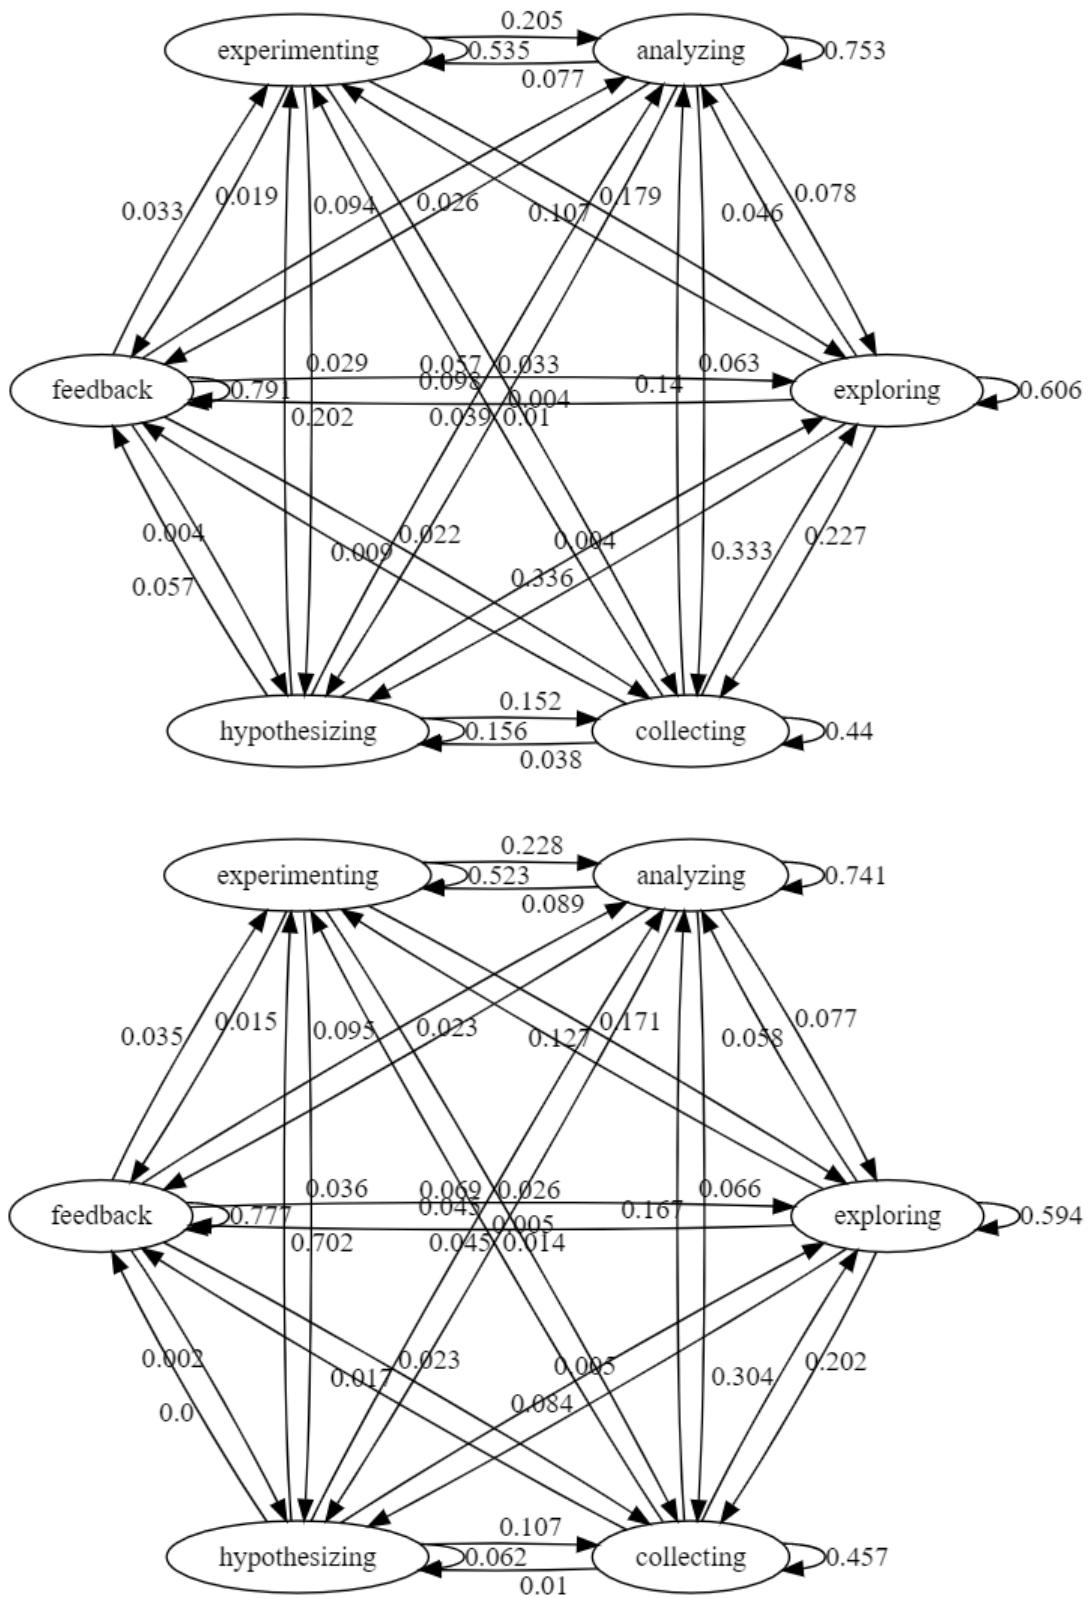 0.205
experimenting 0.535 analyzing 0.753
0.077
0.033 0.019 0.094 0.026 0.107 0.179 0.046 0.078
0.029 0.057 0.033 0.063
feedback 0.791 0.098 0.004 0.14 exploring 0.606
0.202 0.039 0.01
0.004 0.009 0.022 0.004 0.333 0.227
0.057 0.336
0.152
hypothesizing 0.156 collecting 0.44
0.038
0.228
experimenting 0.523 analyzing 0.741
0.089
0.035 0.015 0.095 0.023 0.127 0.171 0.058 0.077
0.036 0.069 0.026 0.066
feedback 0.777 0.005 0.167 exploring 0.594
0.702 0.045 0.014
0.002 0.017 0.023 0.005 0.304 0.202
0.0 0.084
0.107
hypothesizing 0.062 collecting 0.457
0.01